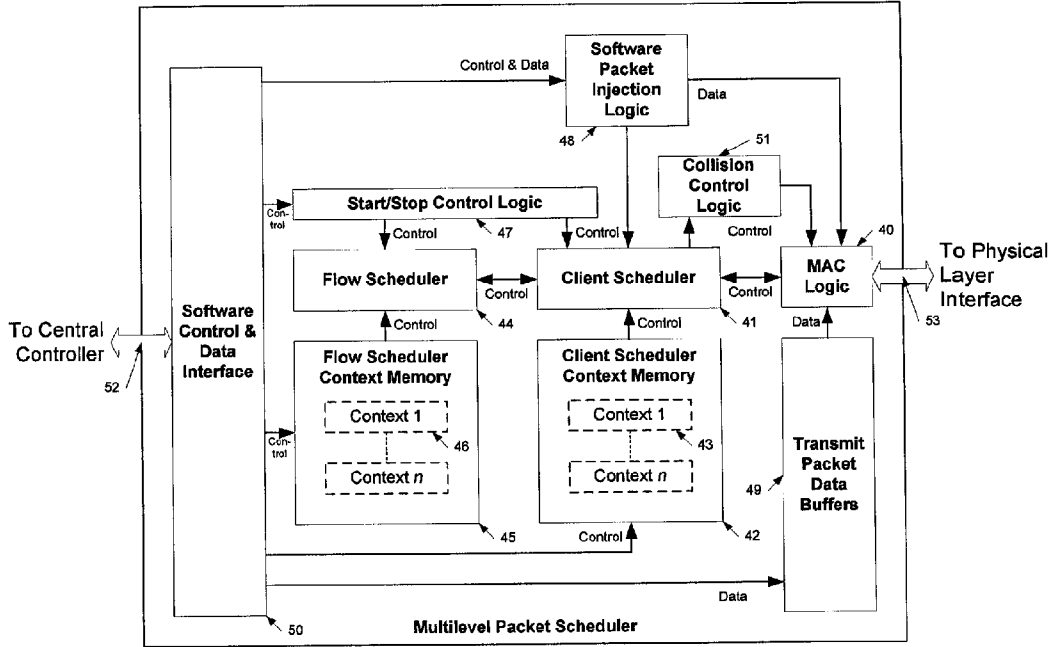 Software
Packet
Injection
Logic
Control & Data
Data
48
51
Collision
Control
Logic
Start/Stop Control Logic
Con-
trol
47
Control
Control
Control
40
Flow Scheduler
Client Scheduler
MAC
Logic
Control
Control
To Physical
Layer
Interface
53
44
41
Control
Control
Data
Software
Control &
Data
Interface
To Central
Controller
52
Flow Scheduler
Context Memory
Context 1
46
Context n
Client Scheduler
Context Memory
Context 1
43
Context n
Con-
trol
Transmit
Packet
Data
Buffers
49
45
Control
42
Data
50
Multilevel Packet Scheduler